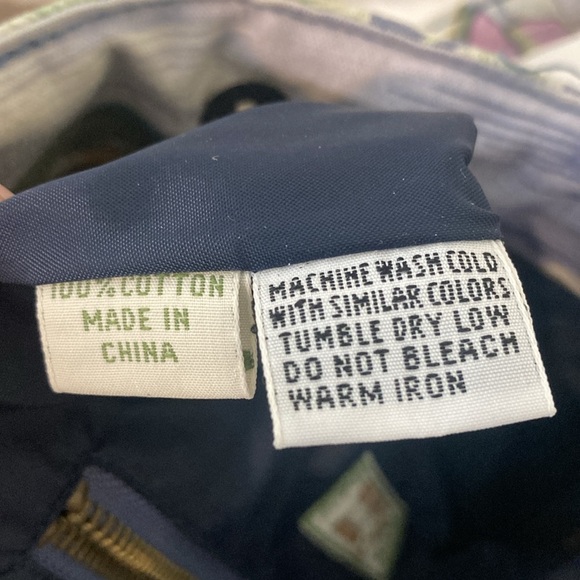 100% COTTON
MADE IN
CHINA
MACHINE WASH COLD
WITH SIMILAR COLORS
TUMBLE DRY LOW
DO NOT BLEACH
WARM IRON